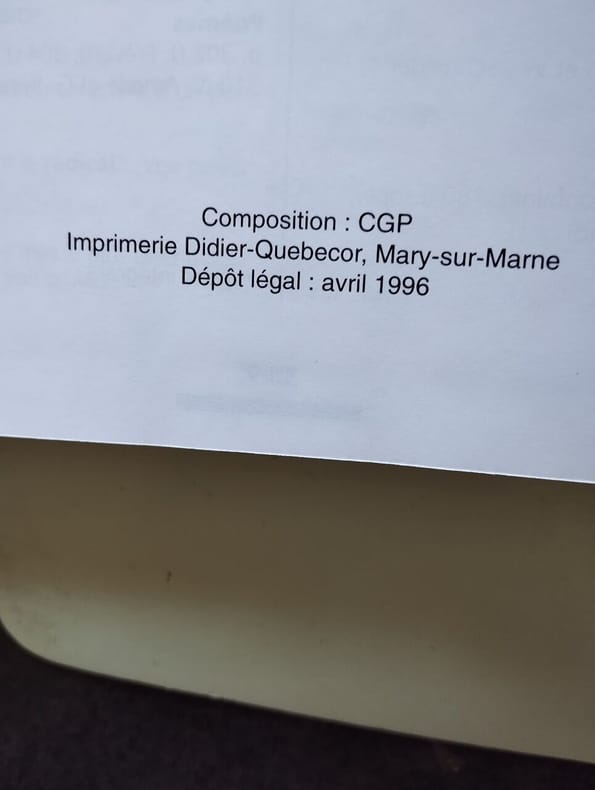 Composition : CGP
Imprimerie Didier-Quebecor, Mary-sur-Marne
Dépôt légal : avril 1996